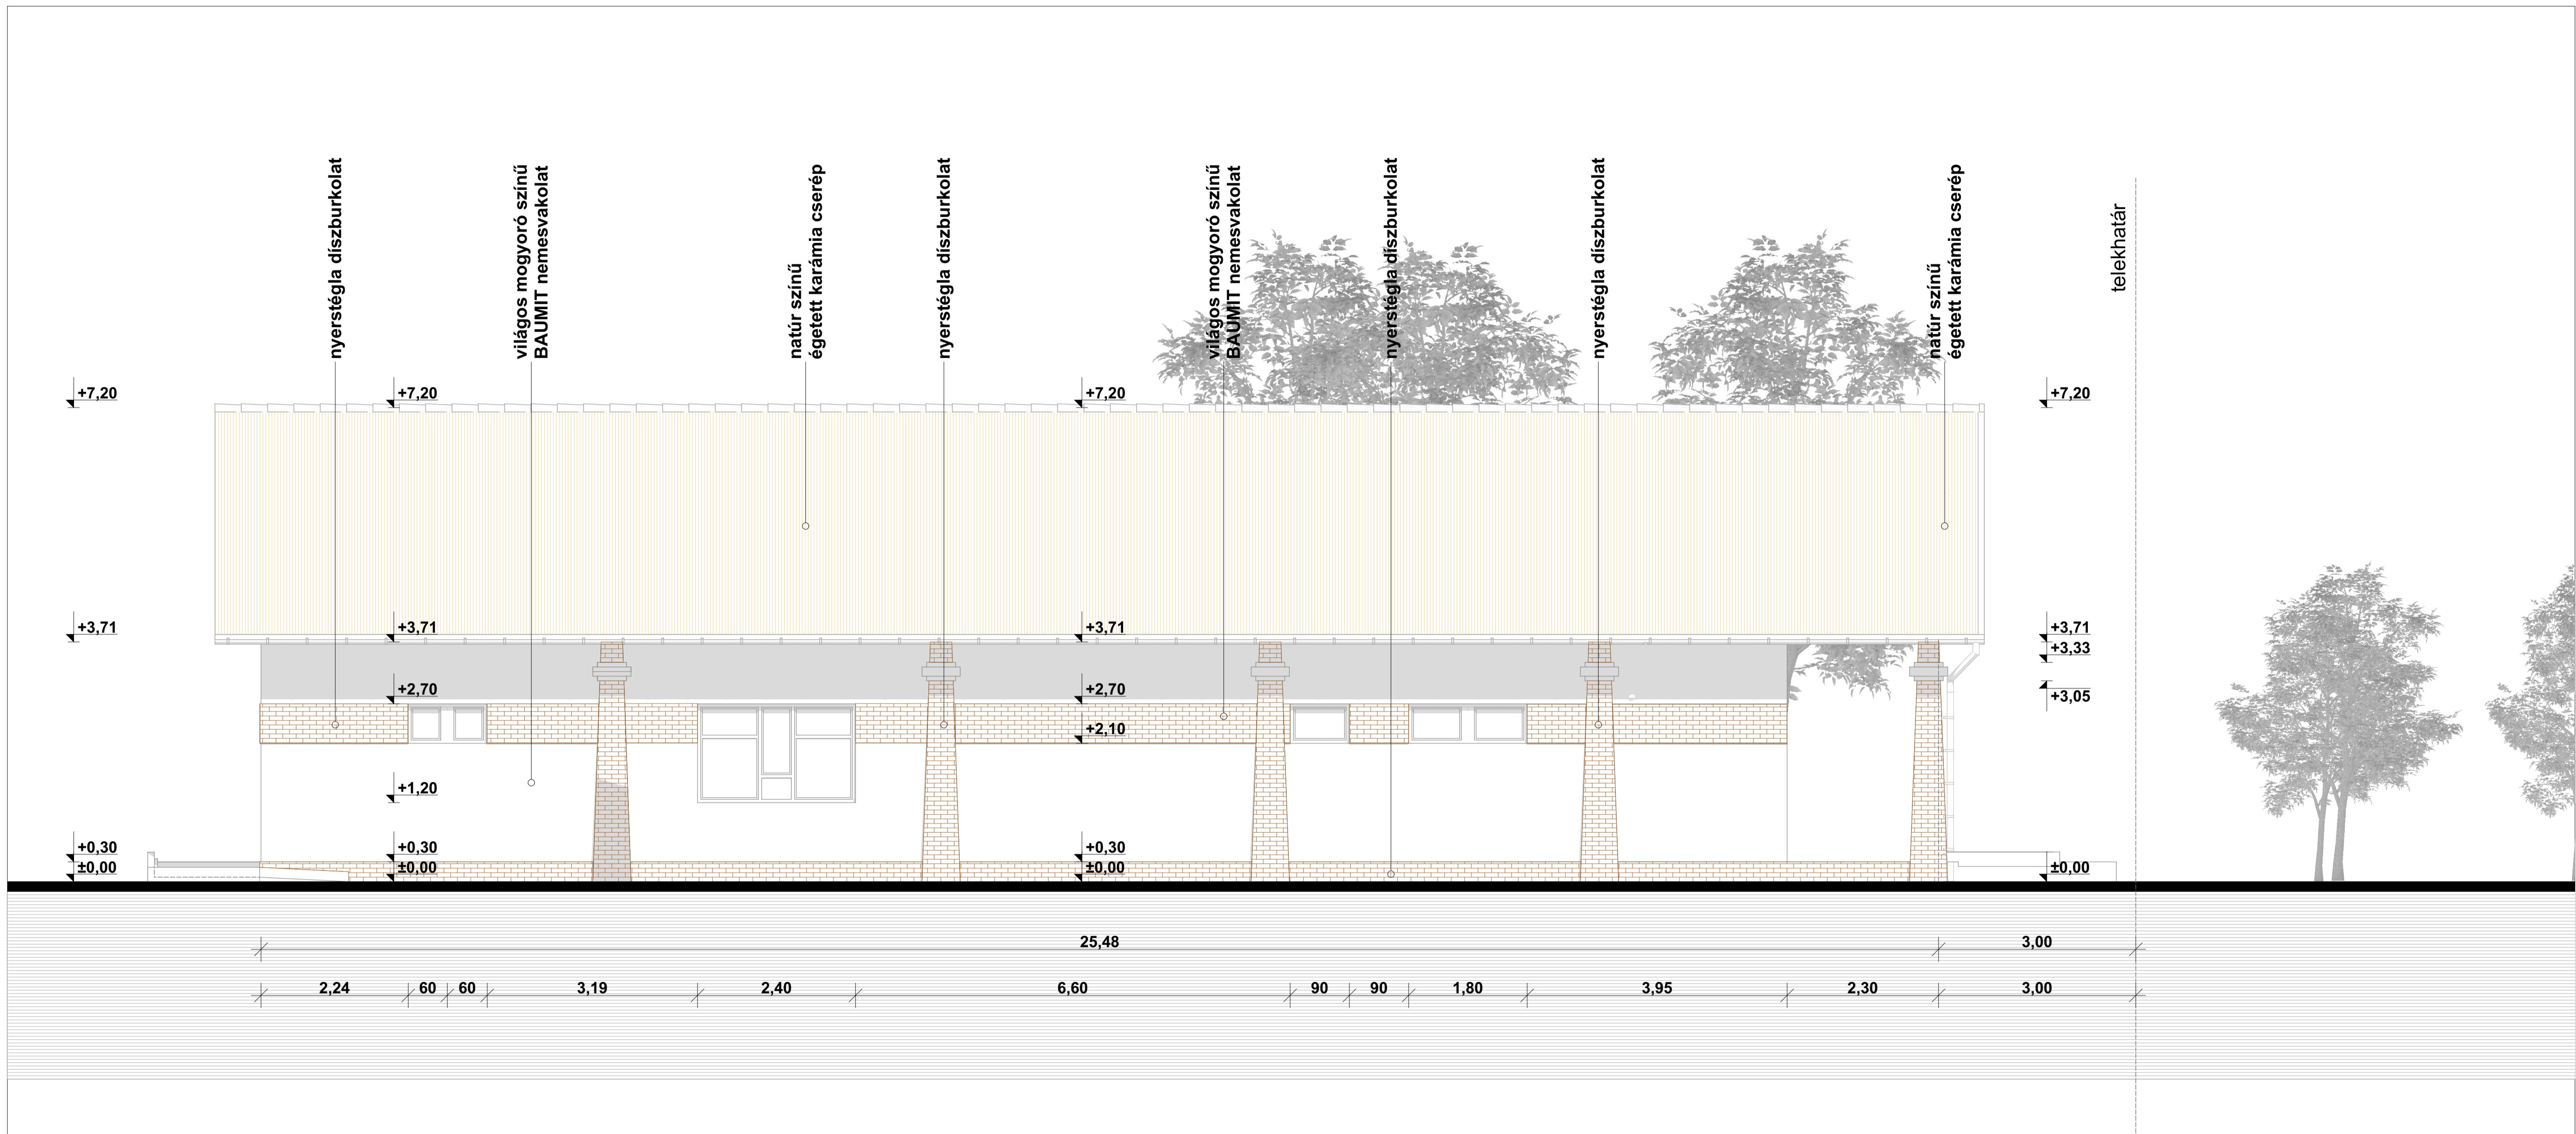 nyerstégla díszburkolat
világos mogyoró színű
BAUMIT nemesvakolat
natúr színű
égetett karámia cserép
nyerstégla díszburkolat
világos mogyoró színű
BAUMIT nemesvakolat
nyerstégla díszburkolat
nyerstégla díszburkolat
natúr színű
égetett karámia cserép
telekhatár
+7,20
+7,20
+7,20
+7,20
+3,71
+3,71
+3,71
+3,71
+3,33
+2,70
+2,70
+3,05
+2,10
+1,20
+0,30
+0,30
+0,30
±0,00
±0,00
±0,00
±0,00
25,48
3,00
2,24
60
60
3,19
2,40
6,60
90
90
1,80
3,95
2,30
3,00